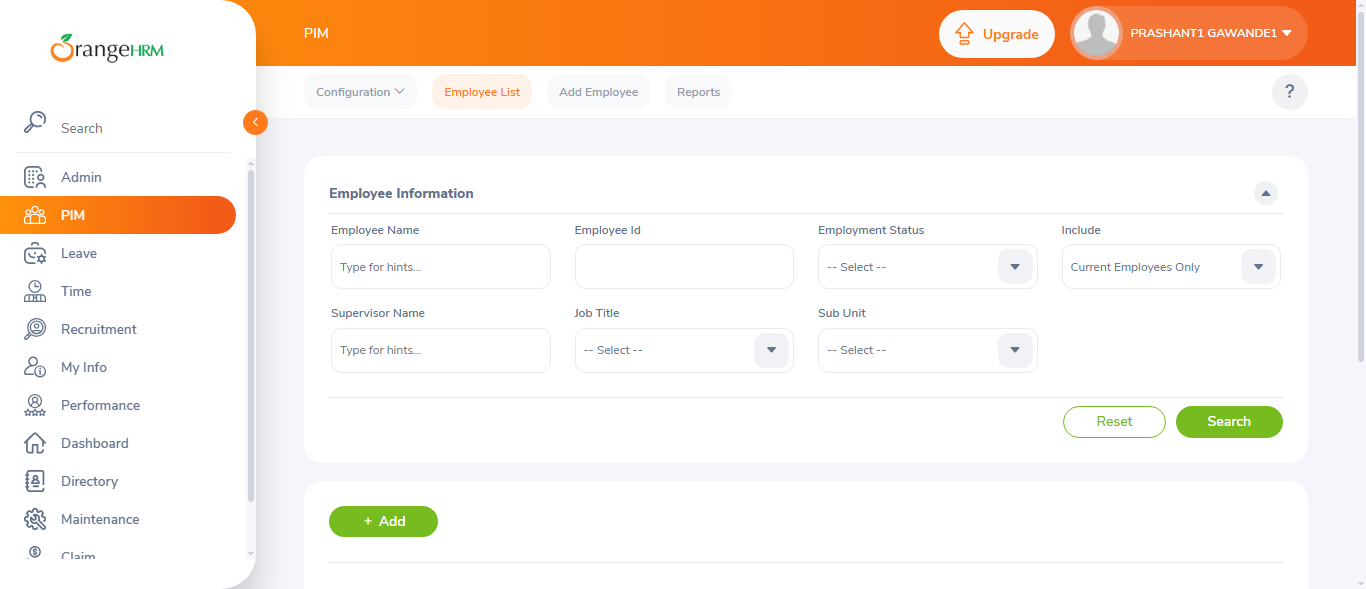 OrangeHRM
PIM
Upgrade
PRASHANT1 GAWANDE1
Configuration
Employee List
Add Employee
Reports
?
Search
Admin
PIM
Leave
Time
Recruitment
My Info
Performance
Dashboard
Directory
Maintenance
Claim
Employee Information
Employee Name
Employee Id
Employment Status
Include
Type for hints...
-- Select --
Current Employees Only
Supervisor Name
Job Title
Sub Unit
Type for hints...
-- Select --
-- Select --
Reset
Search
+ Add